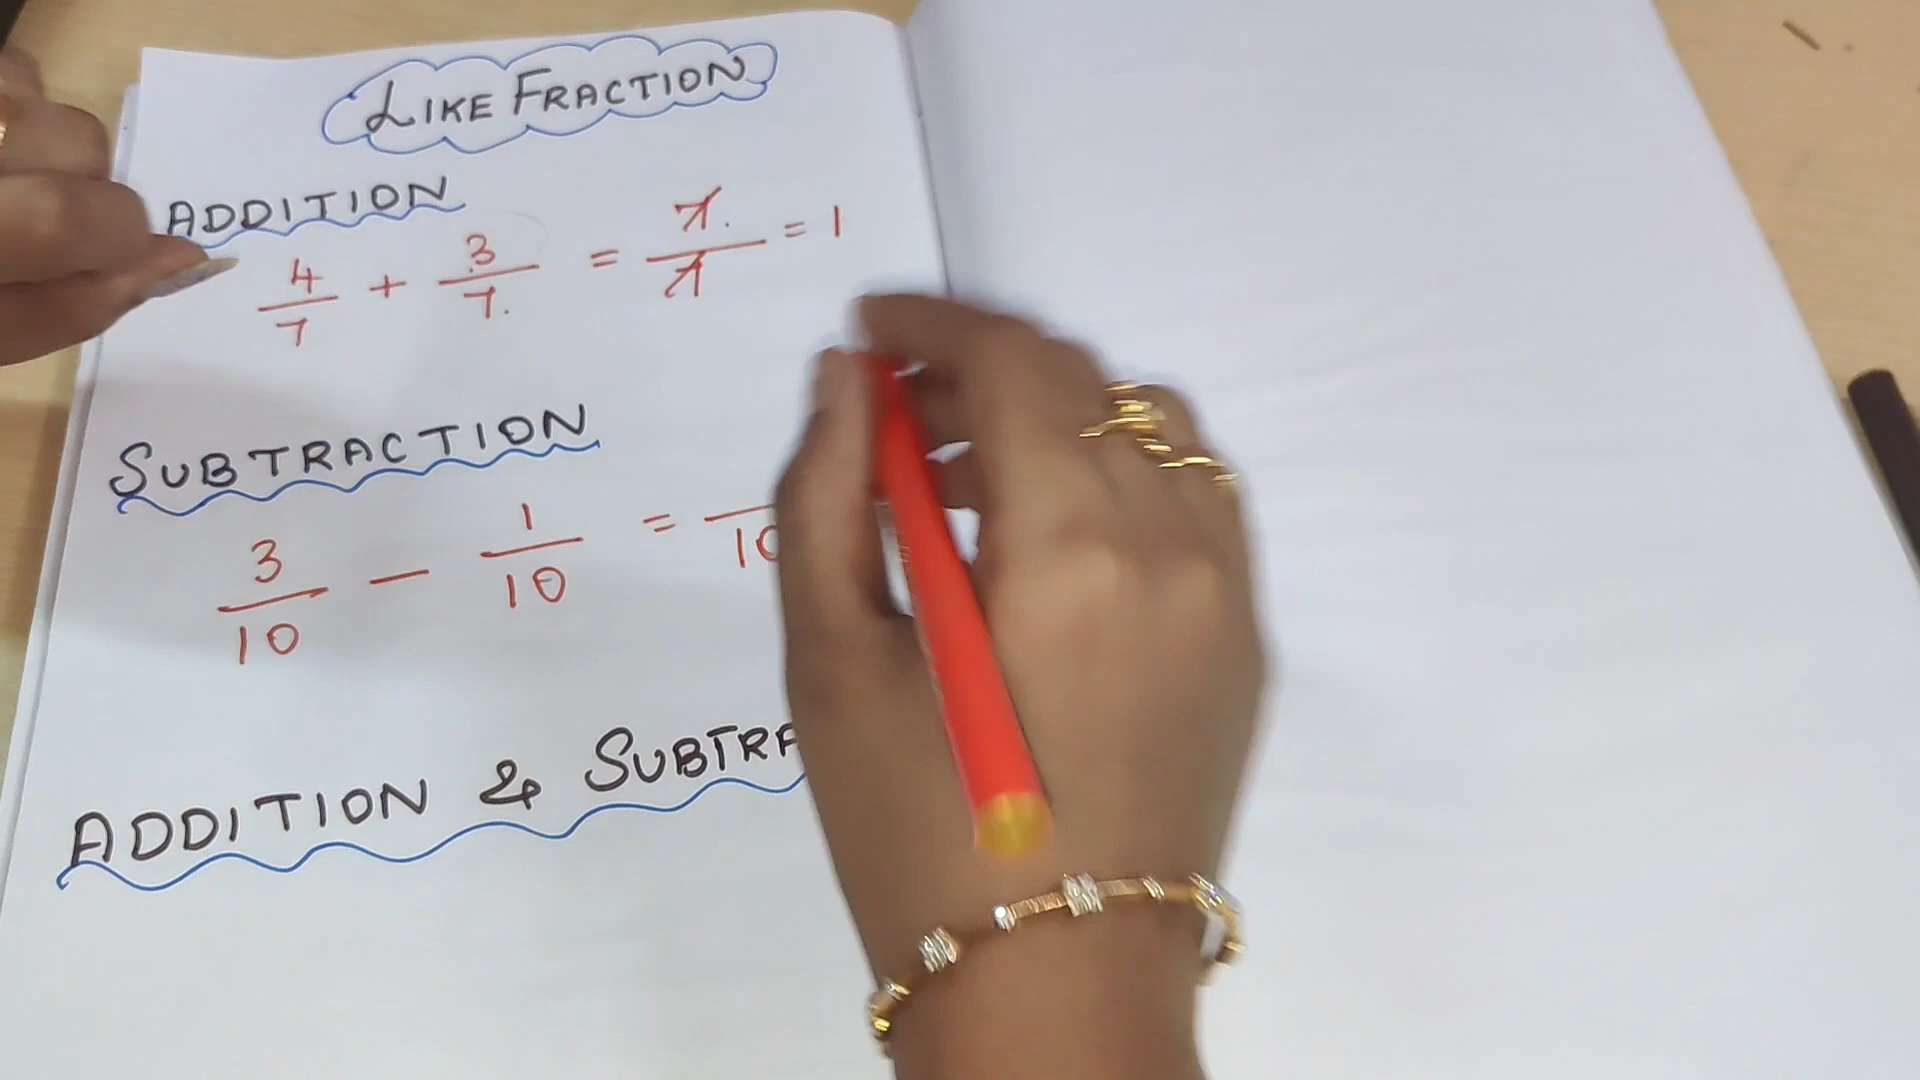 LIKE FRACTION
ADDITION
4/7 + 3/7. = 7./7 = 1
SUBTRACTION
3/10 - 1/10 = /10
ADDITION & SUBTRA